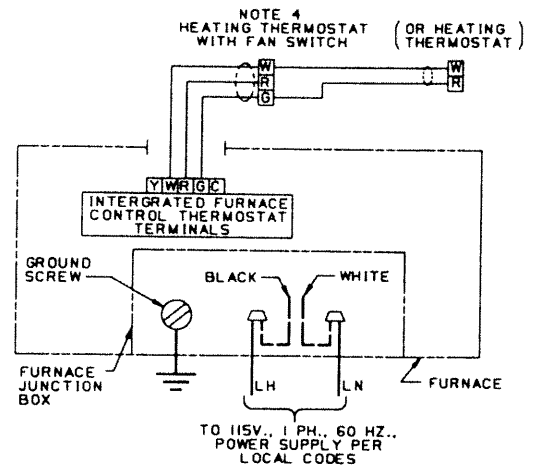 NOTE 4
HEATING THERMOSTAT
WITH FAN SWITCH
(OR HEATING
THERMOSTAT)
W
R
G
W
R
Y W R G C
INTERGRATED FURNACE
CONTROL THERMOSTAT
TERMINALS
GROUND
SCREW
BLACK
WHITE
FURNACE
JUNCTION
BOX
LH
LN
FURNACE
TO 115V., 1 PH., 60 HZ.,
POWER SUPPLY PER
LOCAL CODES